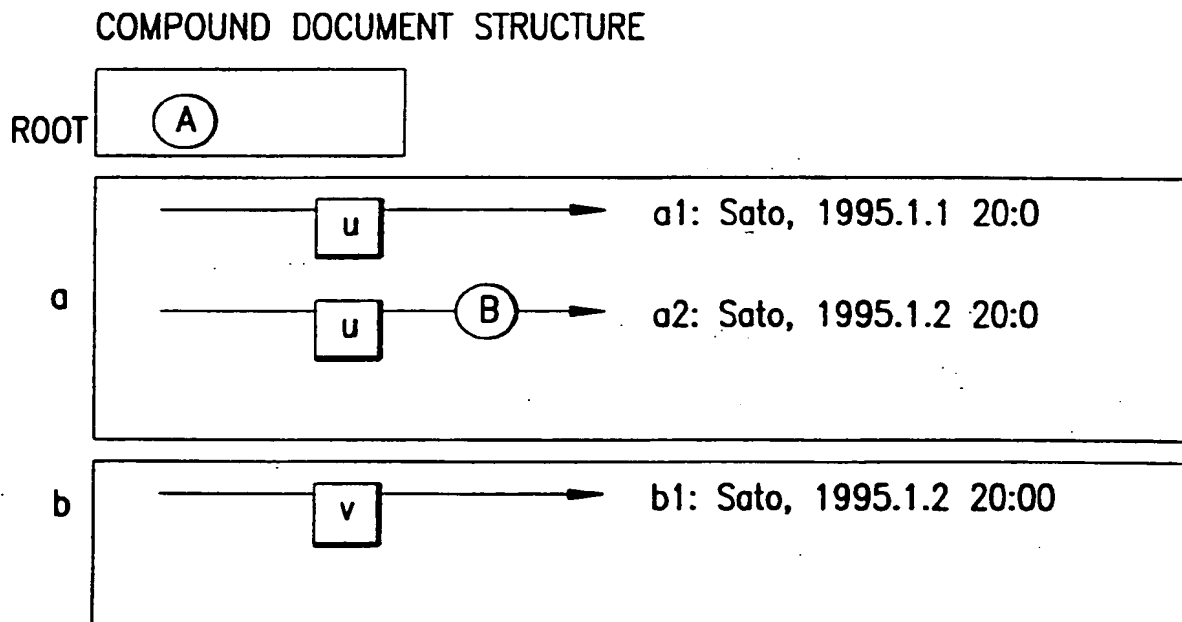 COMPOUND DOCUMENT STRUCTURE
ROOT A
u a1: Sato, 1995.1.1 20:0
a
u B a2: Sato, 1995.1.2 20:0
b v b1: Sato, 1995.1.2 20:00